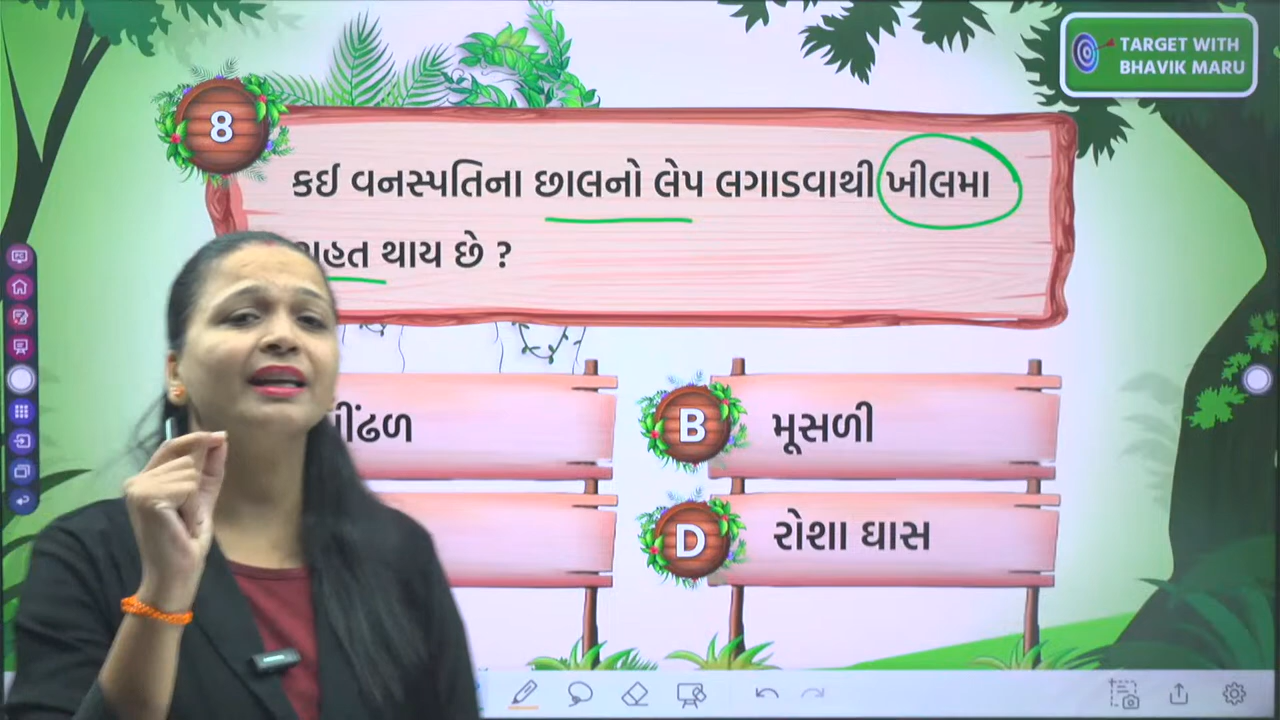 TARGET WITH
BHAVIK MARU
8
કઈ વનસ્પતિના છાલનો લેપ લગાડવાથી ખીલમા
થાય છે ?
B
મૂસળી
D
રોશા ઘાસ